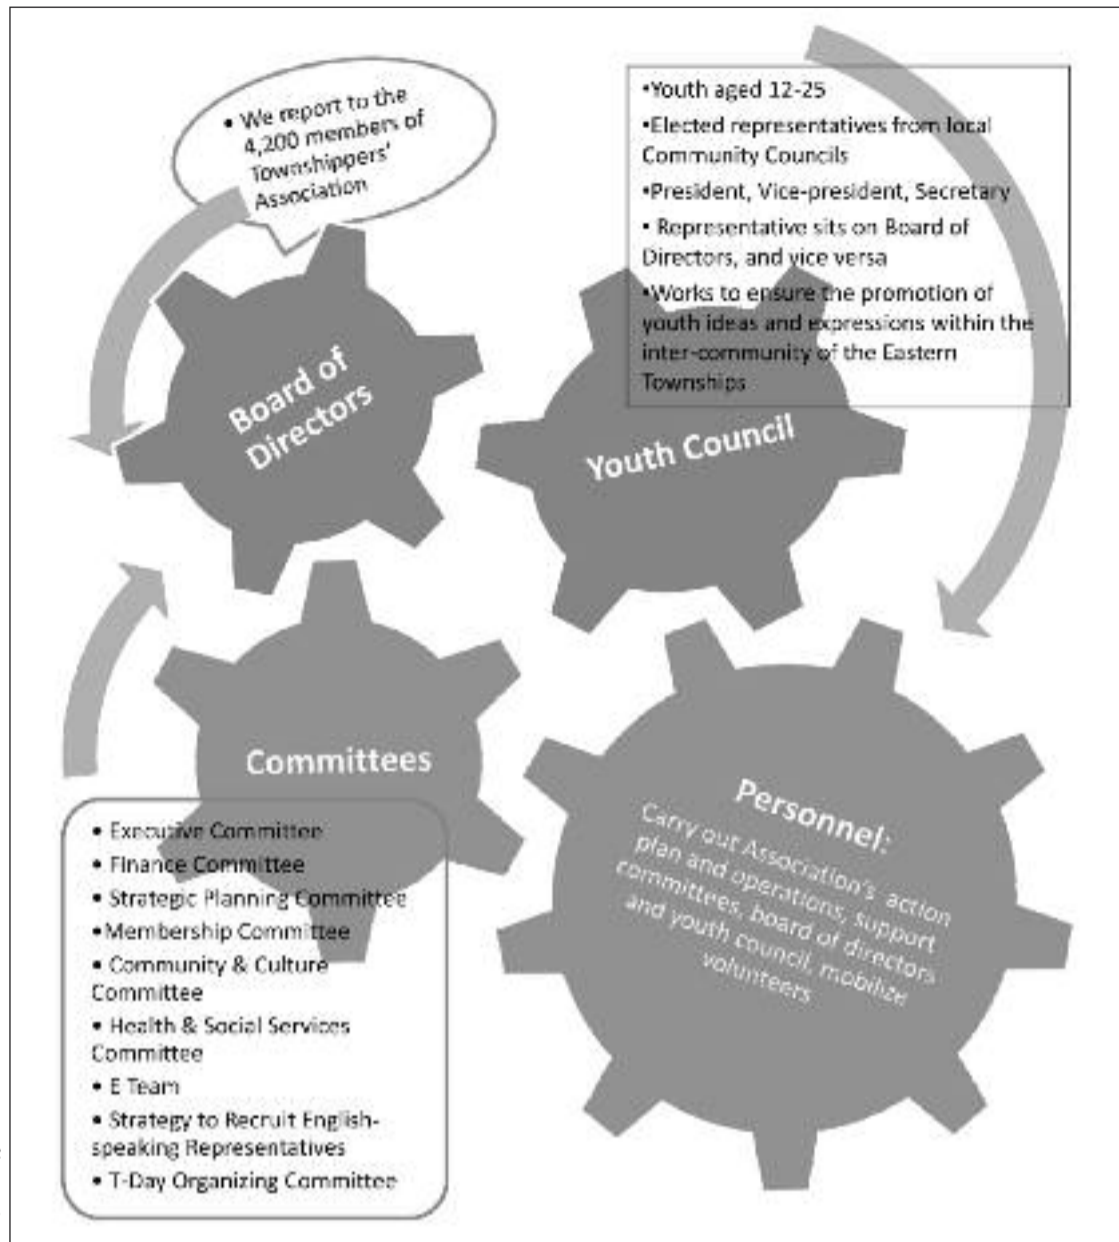 • We report to the
4,200 members of
Townshippers'
Association
•Youth aged 12-25
•Elected representatives from local
Community Councils
•President, Vice-president, Secretary
• Representative sits on Board of
Directors, and vice versa
•Works to ensure the promotion of
youth ideas and expressions within the
inter-community of the Eastern
Townships
Board of
Directors
Youth Council
Committees
• Executive Committee
• Finance Committee
• Strategic Planning Committee
•Membership Committee
• Community & Culture
Committee
• Health & Social Services
Committee
• E Team
• Strategy to Recruit English-
speaking Representatives
• T-Day Organizing Committee
Personnel:
Carry out Association's action
plan and operations, support
committees, board of directors
and youth council, mobilize
volunteers